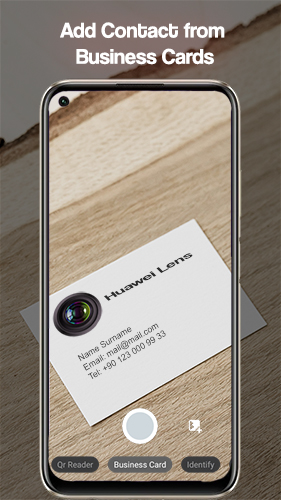 Add Contact from
Business Cards
Huawei Lens
Name Surname
Email: mail@mail.com
Tel: +90 123 000 99 33
Qr Reader
Business Card
Identify